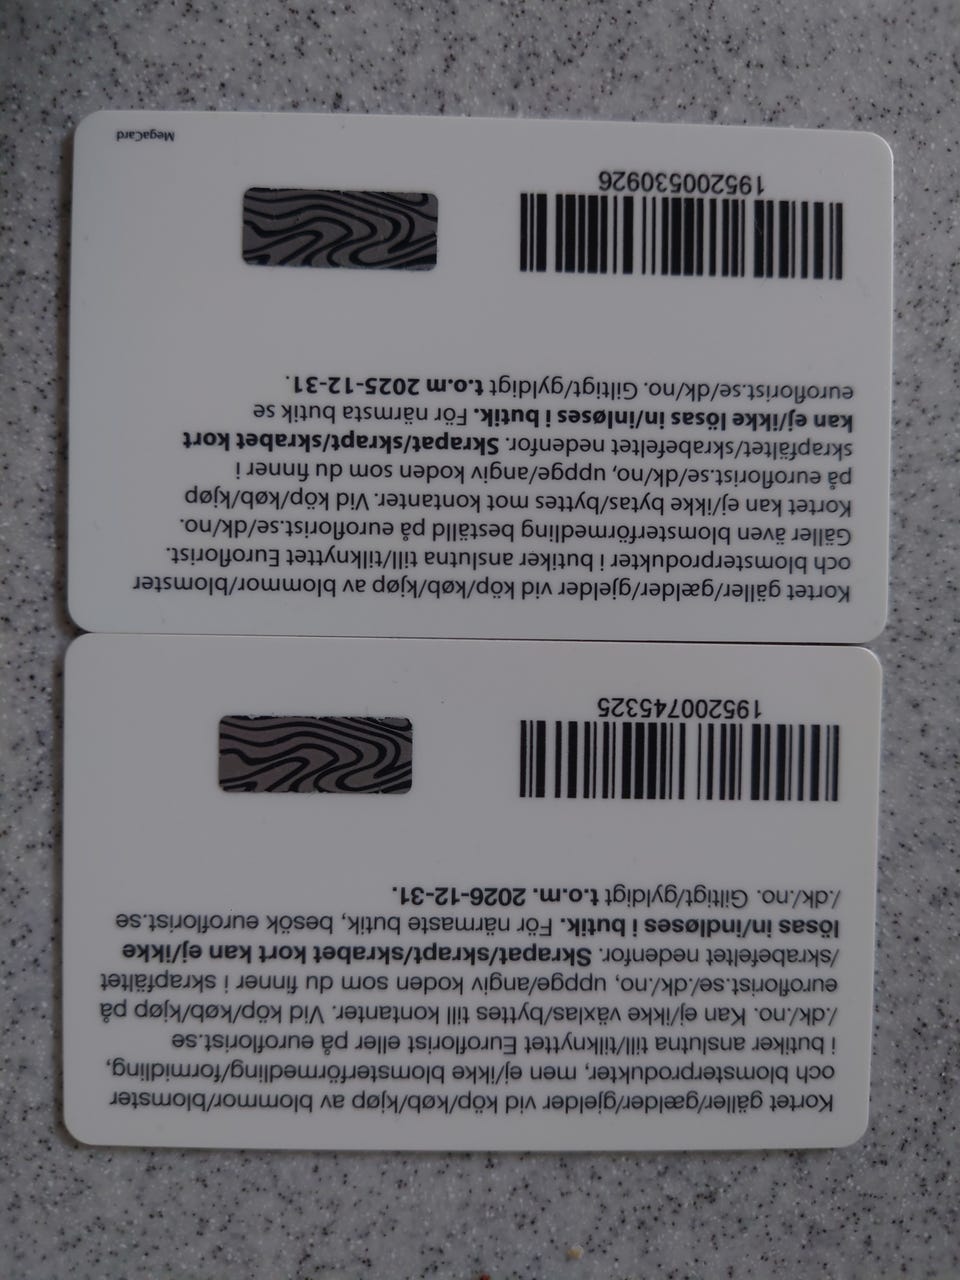 Kortet gäller/gælder/gjelder vid köp/køb/kjøp av blommor/blomster
och blomsterprodukter, men ej/ikke blomsterförmedling/formidling,
i butiker anslutna till/tilknyttet Euroflorist eller på euroflorist.se
/.dk/.no. Kan ej/ikke växlas/byttes till kontanter. Vid köp/køb/kjøp på
euroflorist.se/.dk/.no, uppge/angiv koden som du finner i skrapfältet
/skrabefeltet nedenfor. Skrapat/skrapt/skrabet kort kan ej/ikke
lösas in/indløses i butik. För närmaste butik, besök euroflorist.se
/.dk/.no. Giltigt/gyldigt t.o.m. 2026-12-31.
195200745325
Kortet gäller/gælder/gjelder vid köp/køb/kjøp av blommor/blomster
och blomsterprodukter i butiker anslutna till/tilknyttet Euroflorist.
Gäller även blomsterförmedling beställd på euroflorist.se/dk/no.
Kortet kan ej/ikke bytas/byttes mot kontanter. Vid köp/køb/kjøp
på euroflorist.se/dk/no, uppge/angiv koden som du finner i
skrapfältet/skrabefeltet nedenfor. Skrapat/skrapt/skrabet kort
kan ej/ikke lösas in/inløses i butik. För närmsta butik se
euroflorist.se/dk/no. Giltigt/gyldigt t.o.m 2025-12-31.
195200530926
MegaCard